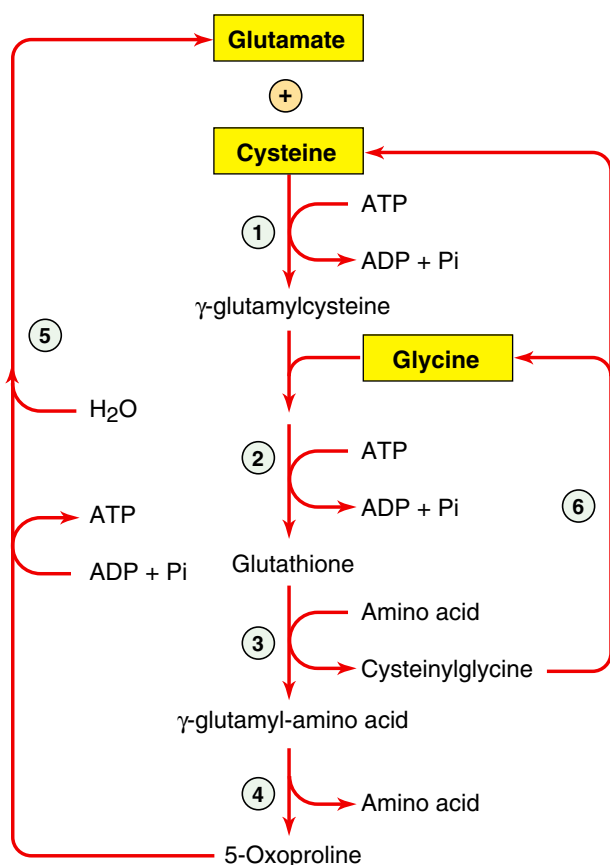 Glutamate
+
Cysteine
ATP
1
ADP + Pi
γ-glutamylcysteine
5
Glycine
H₂O
ATP
2
ADP + Pi
6
ATP
Glutathione
ADP + Pi
Amino acid
3
Cysteinylglycine
γ-glutamyl-amino acid
4
Amino acid
5-Oxoproline